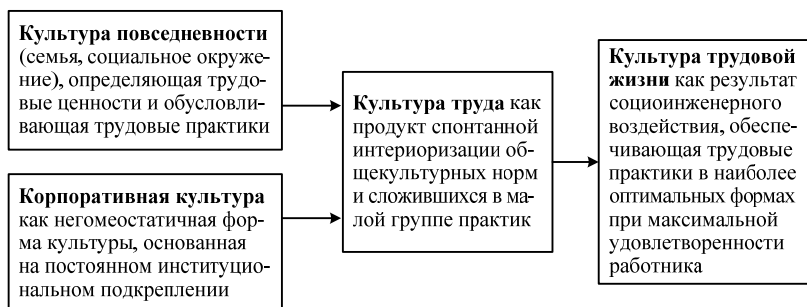 Культура повседневности
(семья, социальное окруже-
ние), определяющая трудо-
вые ценности и обусловли-
вающая трудовые практики
Корпоративная культура
как негомеостатичная фор-
ма культуры, основанная
на постоянном институцио-
нальном подкреплении
Культура труда как
продукт спонтанной
интериоризации об-
щекультурных норм
и сложившихся в ма-
лой группе практик
Культура трудовой
жизни как результат
социоинженерного
воздействия, обеспе-
чивающая трудовые
практики в наиболее
оптимальных формах
при максимальной
удовлетворенности
работника